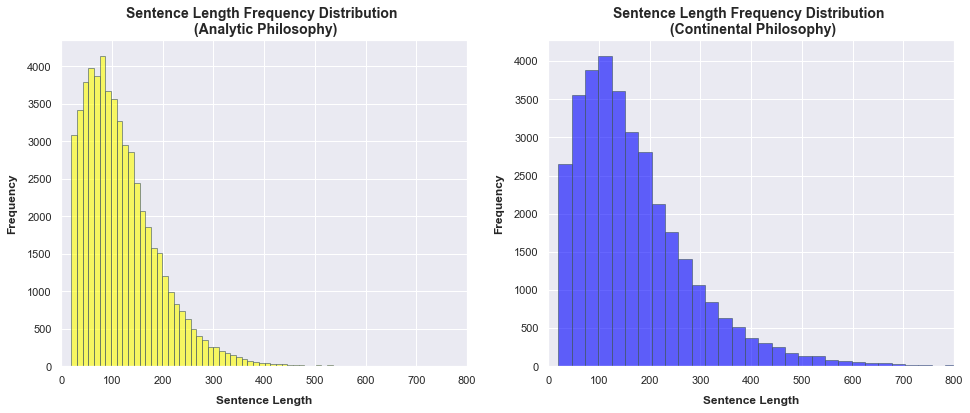 Sentence Length Frequency Distribution
(Analytic Philosophy)
4000
3500
3000
2500
2000
1500
1000
500
0
Frequency
0 100 200 300 400 500 600 700 800
Sentence Length
Sentence Length Frequency Distribution
(Continental Philosophy)
4000
3500
3000
2500
2000
1500
1000
500
0
Frequency
0 100 200 300 400 500 600 700 800
Sentence Length